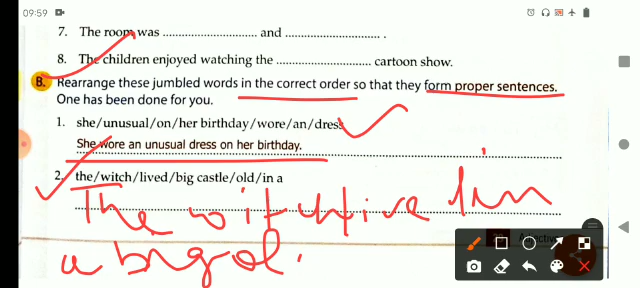 09:59
7. The room was ........................ and ........................ .
8. The children enjoyed watching the ........................ cartoon show.
B. Rearrange these jumbled words in the correct order so that they form proper sentences.
One has been done for you.
1. she/unusual/on/her birthday/wore/an/dress
She wore an unusual dress on her birthday.
2. the/witch/lived/big castle/old/in a
The
a big